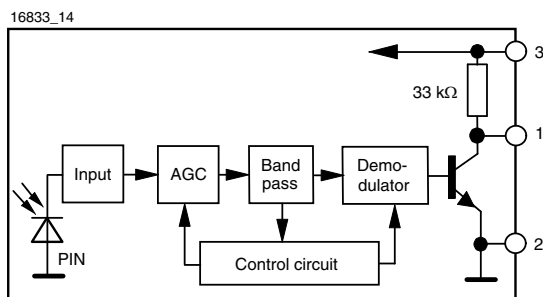 16833_14
3
33 kΩ
1
Input
AGC
Band
pass
Demo-
dulator
2
PIN
Control circuit